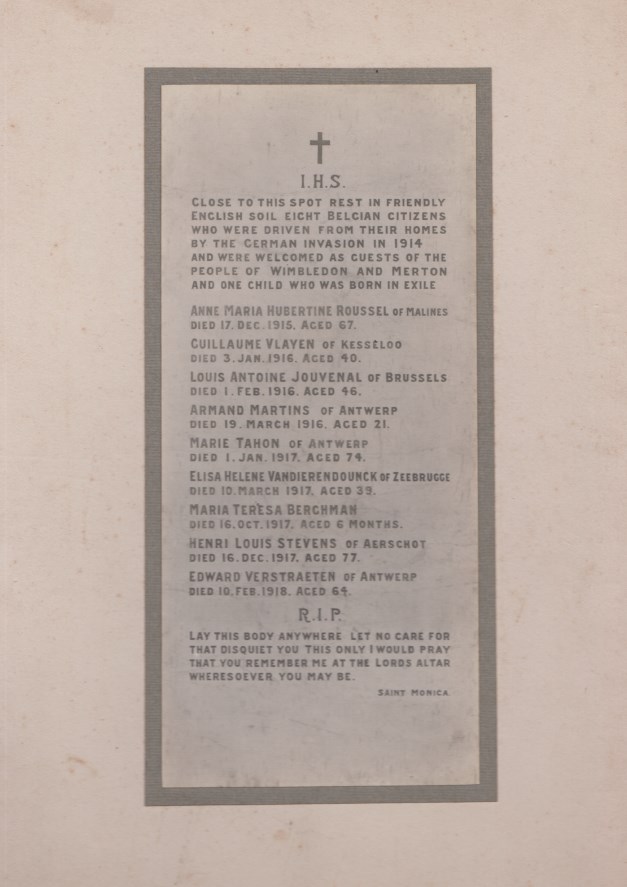 I.H.S.
CLOSE TO THIS SPOT REST IN FRIENDLY
ENGLISH SOIL EIGHT BELGIAN CITIZENS
WHO WERE DRIVEN FROM THEIR HOMES
BY THE GERMAN INVASION IN 1914
AND WERE WELCOMED AS GUESTS OF THE
PEOPLE OF WIMBLEDON AND MERTON
AND ONE CHILD WHO WAS BORN IN EXILE
ANNE MARIA HUBERTINE ROUSSEL OF MALINES
DIED 17. DEC. 1915. AGED 67.
GUILLAUME VLAYEN OF KESSELOO
DIED 3. JAN. 1916. AGED 40.
LOUIS ANTOINE JOUVENAL OF BRUSSELS
DIED 1. FEB. 1916. AGED 46.
ARMAND MARTINS OF ANTWERP
DIED 19. MARCH 1916. AGED 21.
MARIE TAHON OF ANTWERP
DIED 1. JAN. 1917. AGED 74.
ELISA HELENE VANDIERENDOUNCK OF ZEEBRUGGE
DIED 10. MARCH 1917. AGED 39.
MARIA TERESA BERGHMAN
DIED 16. OCT. 1917. AGED 6 MONTHS.
HENRI LOUIS STEVENS OF AERSCHOT
DIED 16. DEC. 1917. AGED 77.
EDWARD VERSTRAETEN OF ANTWERP
DIED 10. FEB. 1918. AGED 64.
R.I.P.
LAY THIS BODY ANYWHERE LET NO CARE FOR
THAT DISQUIET YOU THIS ONLY I WOULD PRAY
THAT YOU REMEMBER ME AT THE LORDS ALTAR
WHERESOEVER YOU MAY BE.
SAINT MONICA